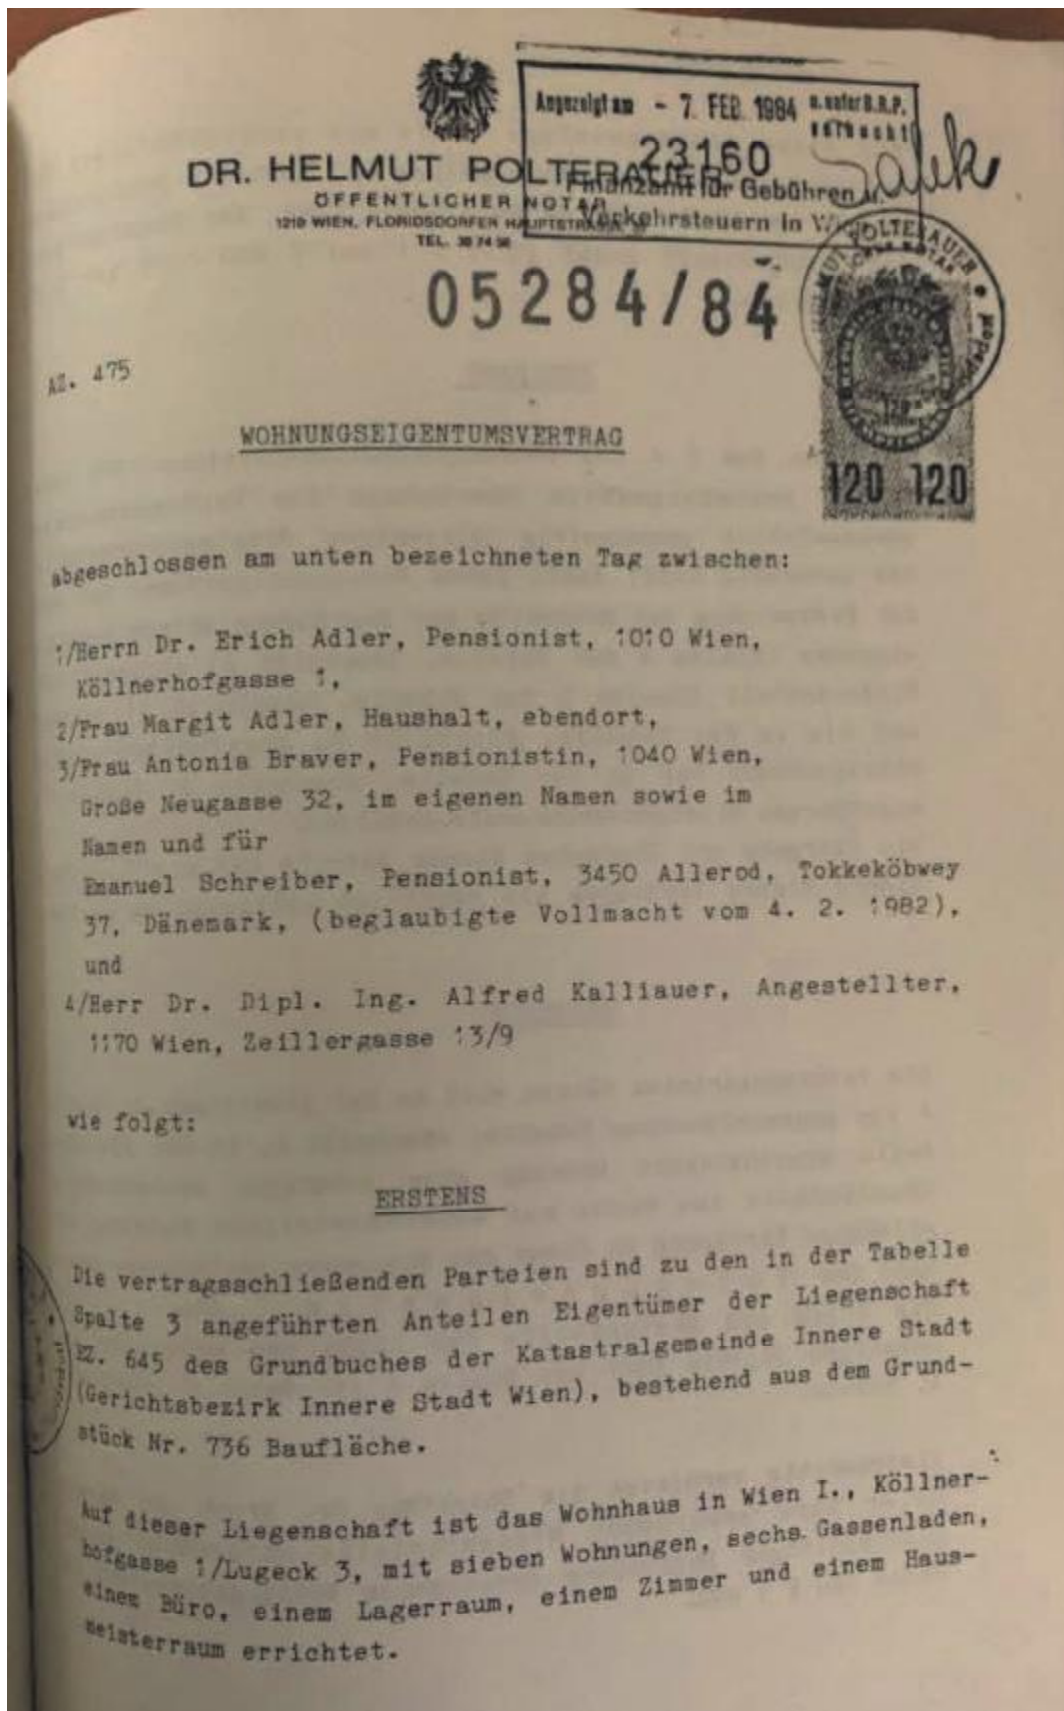 Angezeigt am - 7. FEB. 1984 u. unter B.R.P.
verbucht
23160
Finanzamt für Gebühren u.
Verkehrsteuern in
DR. HELMUT POLTERAUER
ÖFFENTLICHER NOTAR
1210 WIEN, FLORIDSDORFER
TEL. 38 74 56
POLTERAUER
05284/84
AZ. 475
120 120
WOHNUNGSEIGENTUMSVERTRAG
abgeschlossen am unten bezeichneten Tag zwischen:
1/Herrn Dr. Erich Adler, Pensionist, 1010 Wien,
Köllnerhofgasse 1,
2/Frau Margit Adler, Haushalt, ebendort,
3/Frau Antonia Braver, Pensionistin, 1040 Wien,
Große Neugasse 32, im eigenen Namen sowie im
Namen und für
Emanuel Schreiber, Pensionist, 3450 Allerod, Tokkeköbwey
37, Dänemark, (beglaubigte Vollmacht vom 4. 2. 1982),
und
4/Herr Dr. Dipl. Ing. Alfred Kalliauer, Angestellter,
1170 Wien, Zeillergasse 13/9
wie folgt:
ERSTENS
Die vertragsschließenden Parteien sind zu den in der Tabelle
Spalte 3 angeführten Anteilen Eigentümer der Liegenschaft
EZ. 645 des Grundbuches der Katastralgemeinde Innere Stadt
(Gerichtsbezirk Innere Stadt Wien), bestehend aus dem Grund-
stück Nr. 736 Baufläche.
Auf dieser Liegenschaft ist das Wohnhaus in Wien I., Köllner-
hofgasse 1/Lugeck 3, mit sieben Wohnungen, sechs Gassenladen,
einem Büro, einem Lagerraum, einem Zimmer und einem Haus-
meisterraum errichtet.